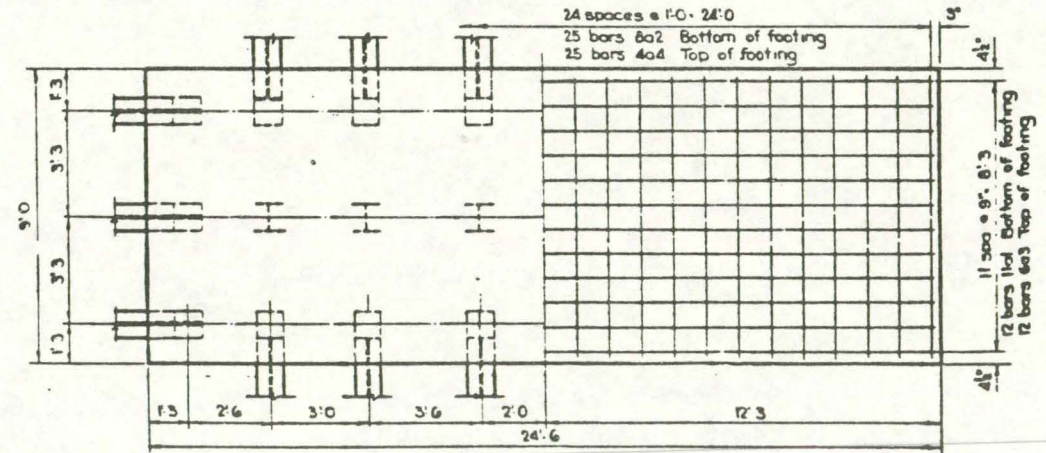 24 spaces @ 1'-0 - 24'-0
25 bars 8a2 Bottom of footing
25 bars 4a4 Top of footing
3"
4½"
1'-3
3'-3
9'-0
3'-3
1'-3
11 spa @ 9" - 8'-3
12 bars 11a1 Bottom of footing
12 bars 6a3 Top of footing
4½"
1'-3
2'-6
3'-0
3'-6
2'-0
12'-3
24'-6